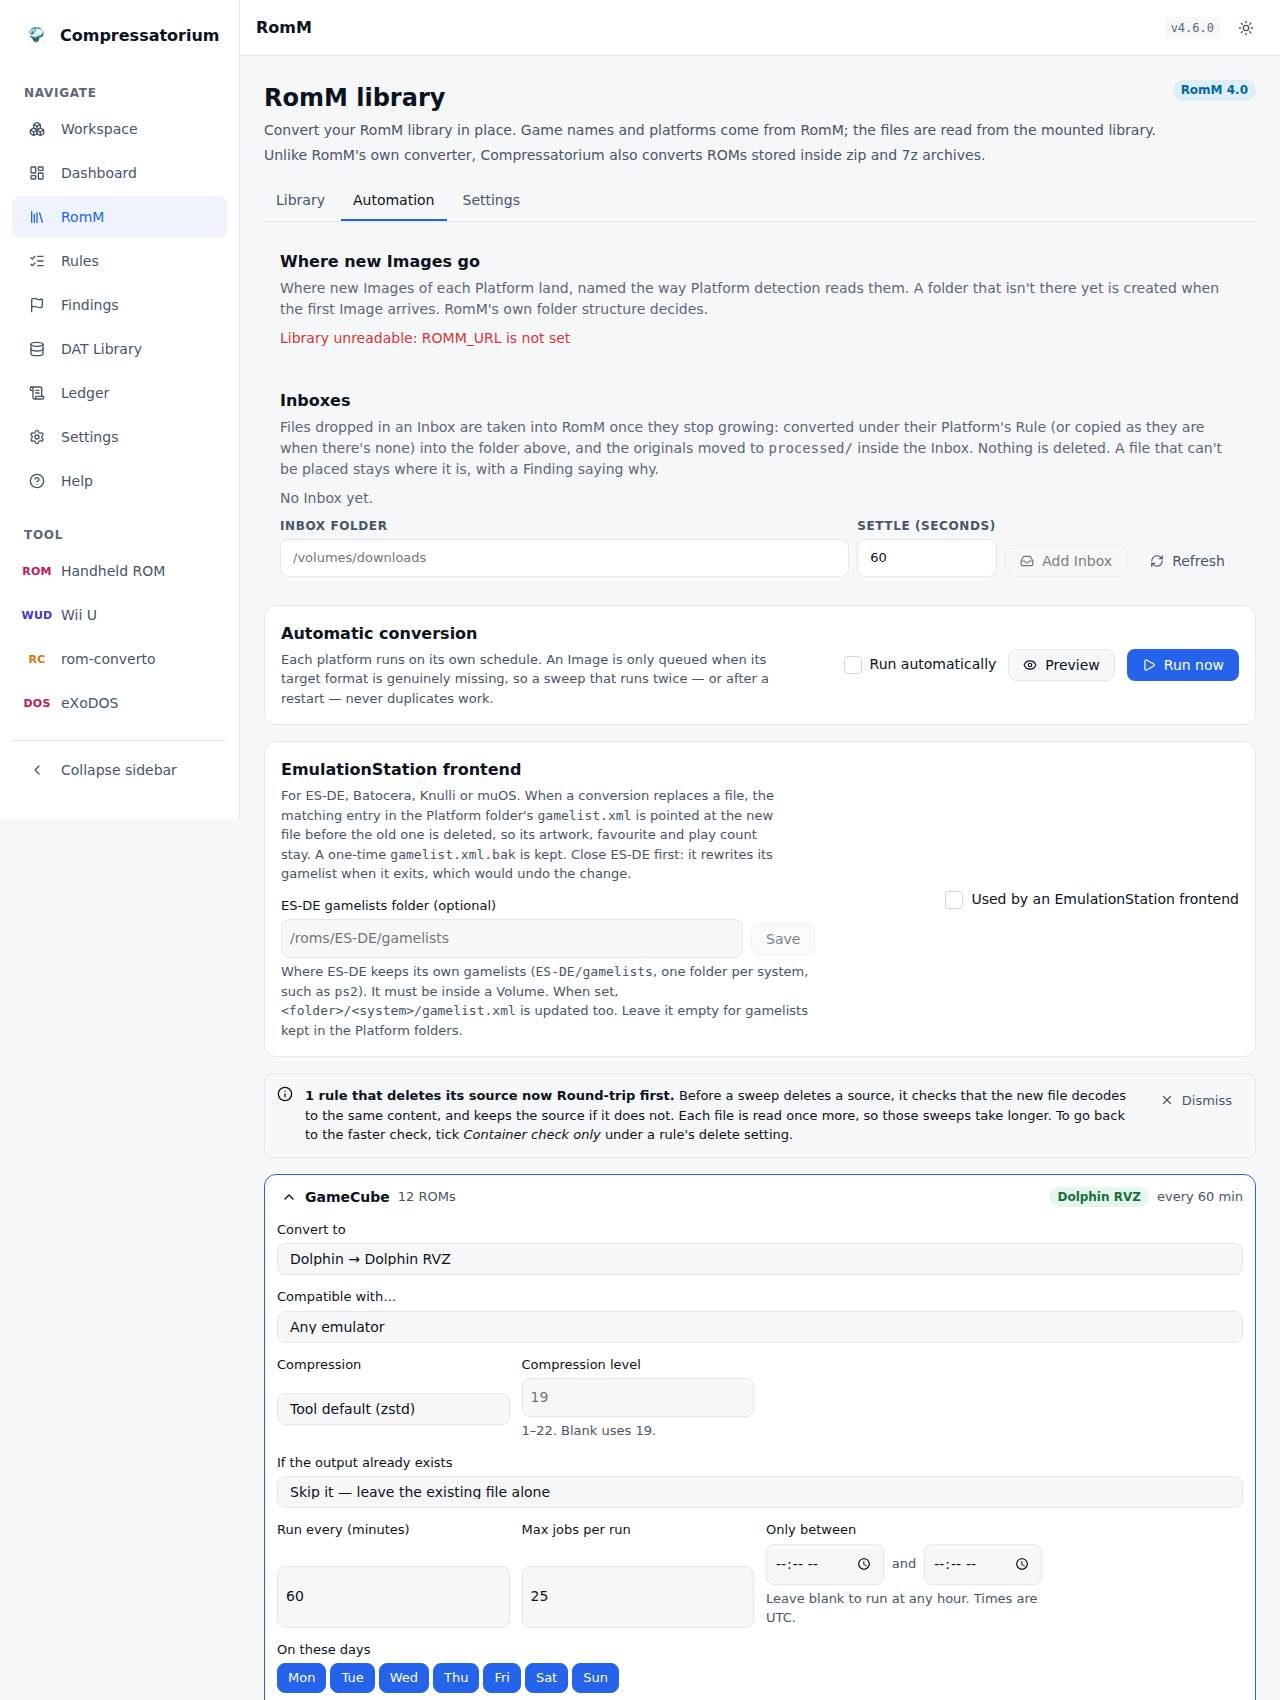 Compressatorium
RomM
v4.6.0
NAVIGATE
Workspace
Dashboard
RomM
Rules
Findings
DAT Library
Ledger
Settings
Help
TOOL
ROM Handheld ROM
WUD Wii U
RC rom-converto
DOS eXoDOS
Collapse sidebar
RomM library
RomM 4.0
Convert your RomM library in place. Game names and platforms come from RomM; the files are read from the mounted library.
Unlike RomM's own converter, Compressatorium also converts ROMs stored inside zip and 7z archives.
Library Automation Settings
Where new Images go
Where new Images of each Platform land, named the way Platform detection reads them. A folder that isn't there yet is created when
the first Image arrives. RomM's own folder structure decides.
Library unreadable: ROMM_URL is not set
Inboxes
Files dropped in an Inbox are taken into RomM once they stop growing: converted under their Platform's Rule (or copied as they are
when there's none) into the folder above, and the originals moved to processed/ inside the Inbox. Nothing is deleted. A file that can't
be placed stays where it is, with a Finding saying why.
No Inbox yet.
INBOX FOLDER SETTLE (SECONDS)
/volumes/downloads 60 Add Inbox Refresh
Automatic conversion
Each platform runs on its own schedule. An Image is only queued when its
target format is genuinely missing, so a sweep that runs twice — or after a
restart — never duplicates work.
Run automatically Preview Run now
EmulationStation frontend
For ES-DE, Batocera, Knulli or muOS. When a conversion replaces a file, the
matching entry in the Platform folder's gamelist.xml is pointed at the new
file before the old one is deleted, so its artwork, favourite and play count
stay. A one-time gamelist.xml.bak is kept. Close ES-DE first: it rewrites its
gamelist when it exits, which would undo the change.
Used by an EmulationStation frontend
ES-DE gamelists folder (optional)
/roms/ES-DE/gamelists Save
Where ES-DE keeps its own gamelists (ES-DE/gamelists, one folder per system,
such as ps2). It must be inside a Volume. When set,
<folder>/<system>/gamelist.xml is updated too. Leave it empty for gamelists
kept in the Platform folders.
1 rule that deletes its source now Round-trip first. Before a sweep deletes a source, it checks that the new file decodes
to the same content, and keeps the source if it does not. Each file is read once more, so those sweeps take longer. To go back
to the faster check, tick Container check only under a rule's delete setting.
Dismiss
GameCube 12 ROMs Dolphin RVZ every 60 min
Convert to
Dolphin → Dolphin RVZ
Compatible with…
Any emulator
Compression Compression level
Tool default (zstd) 19
1–22. Blank uses 19.
If the output already exists
Skip it — leave the existing file alone
Run every (minutes) Max jobs per run Only between
60 25 --:-- -- and --:-- --
Leave blank to run at any hour. Times are
UTC.
On these days
Mon Tue Wed Thu Fri Sat Sun